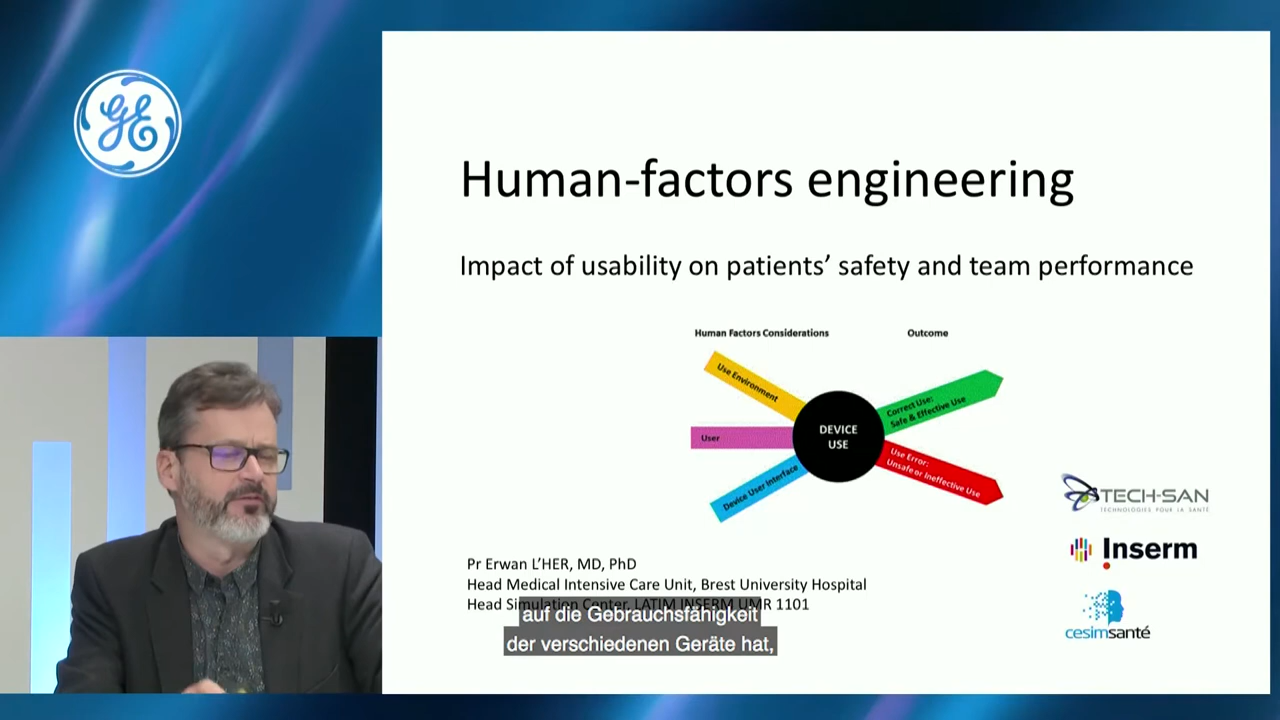 GE
Human-factors engineering
Impact of usability on patients’ safety and team performance
Human Factors Considerations
Outcome
Use Environment
User
Device User Interface
DEVICE
USE
Correct Use:
Safe & Effective Use
Use Error:
Unsafe or Ineffective Use
TECH-SAN
TECHNOLOGIES POUR LA SANTÉ
Inserm
cesimsanté
Pr Erwan L’HER, MD, PhD
Head Medical Intensive Care Unit, Brest University Hospital
Head Simulation Center, LATIM INSERM UMR 1101
auf die Gebrauchsfähigkeit
der verschiedenen Geräte hat,